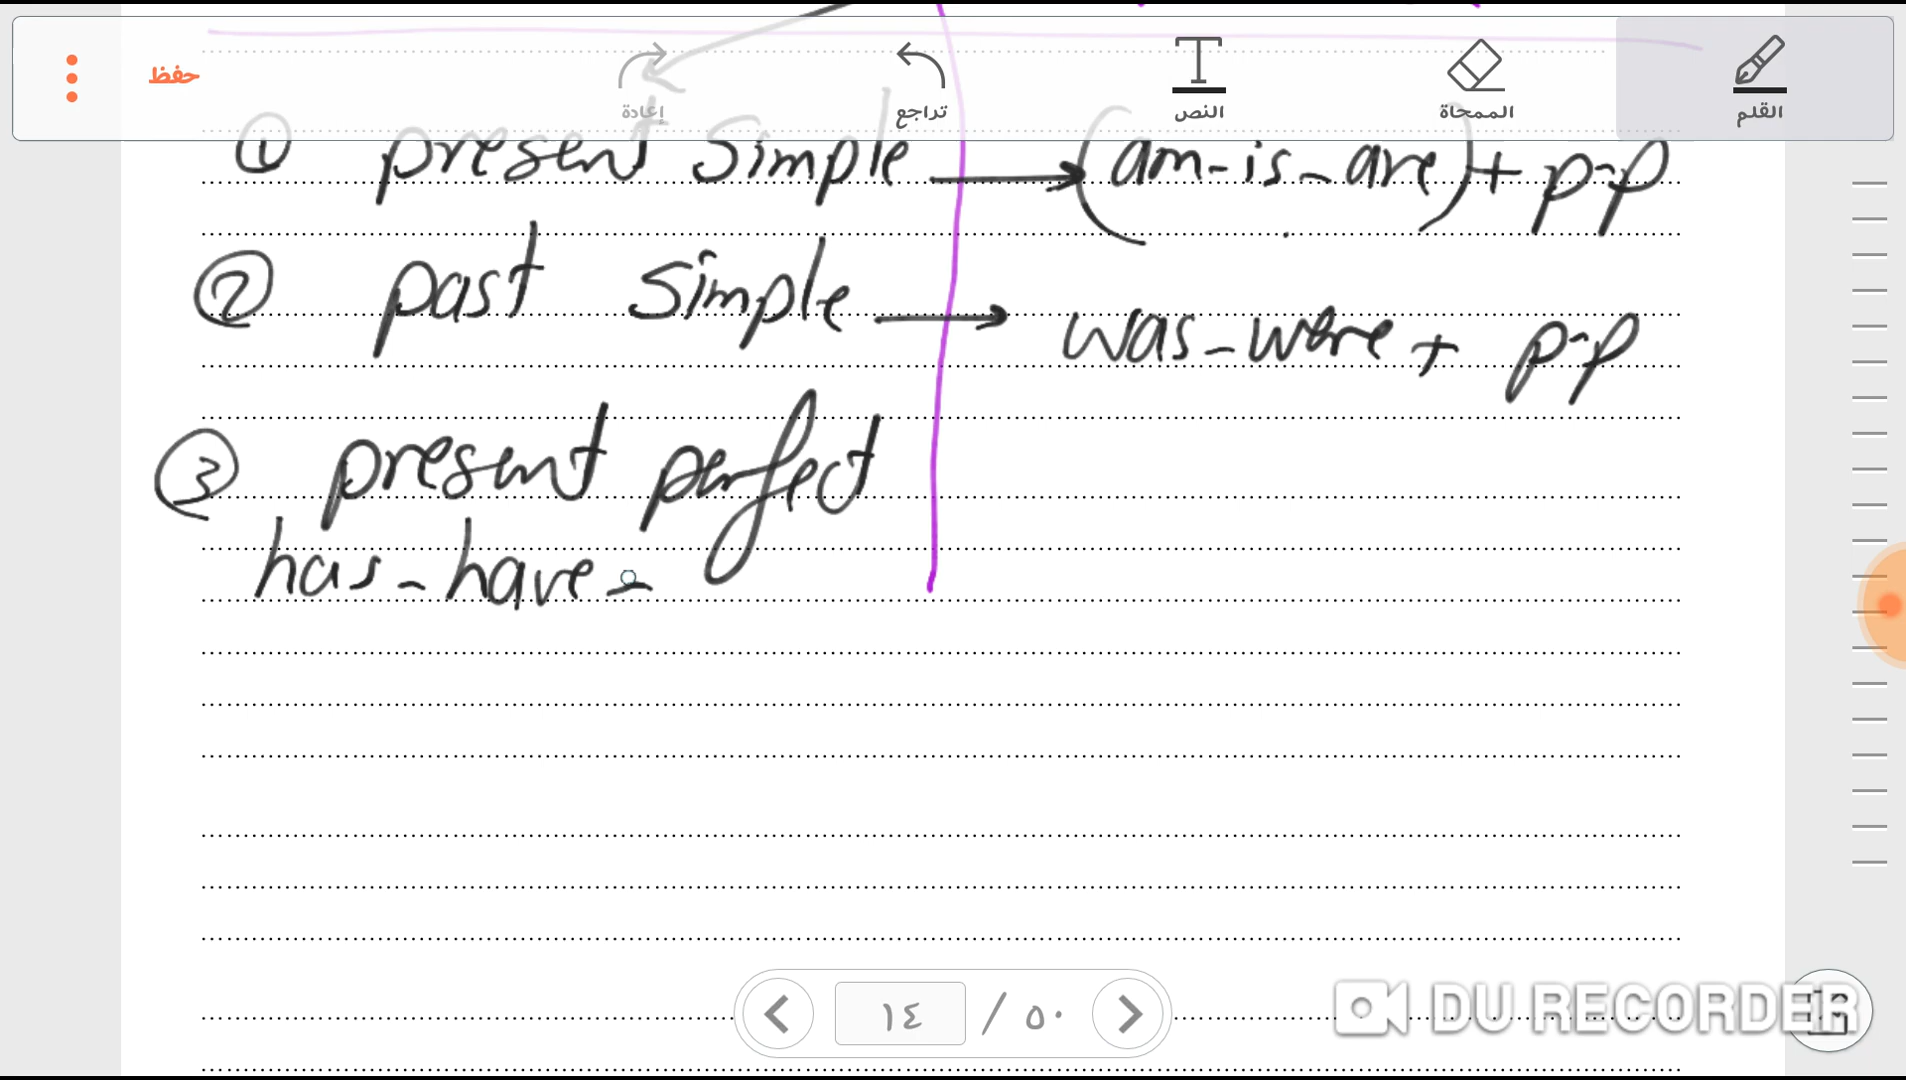 حفظ إعادة تراجع النص الممحاة القلم
① present simple → (am-is-are) + p.p
② past simple → was-were + p.p
③ present perfect
has-have-
١٤ / ٥٠
DU RECORDER